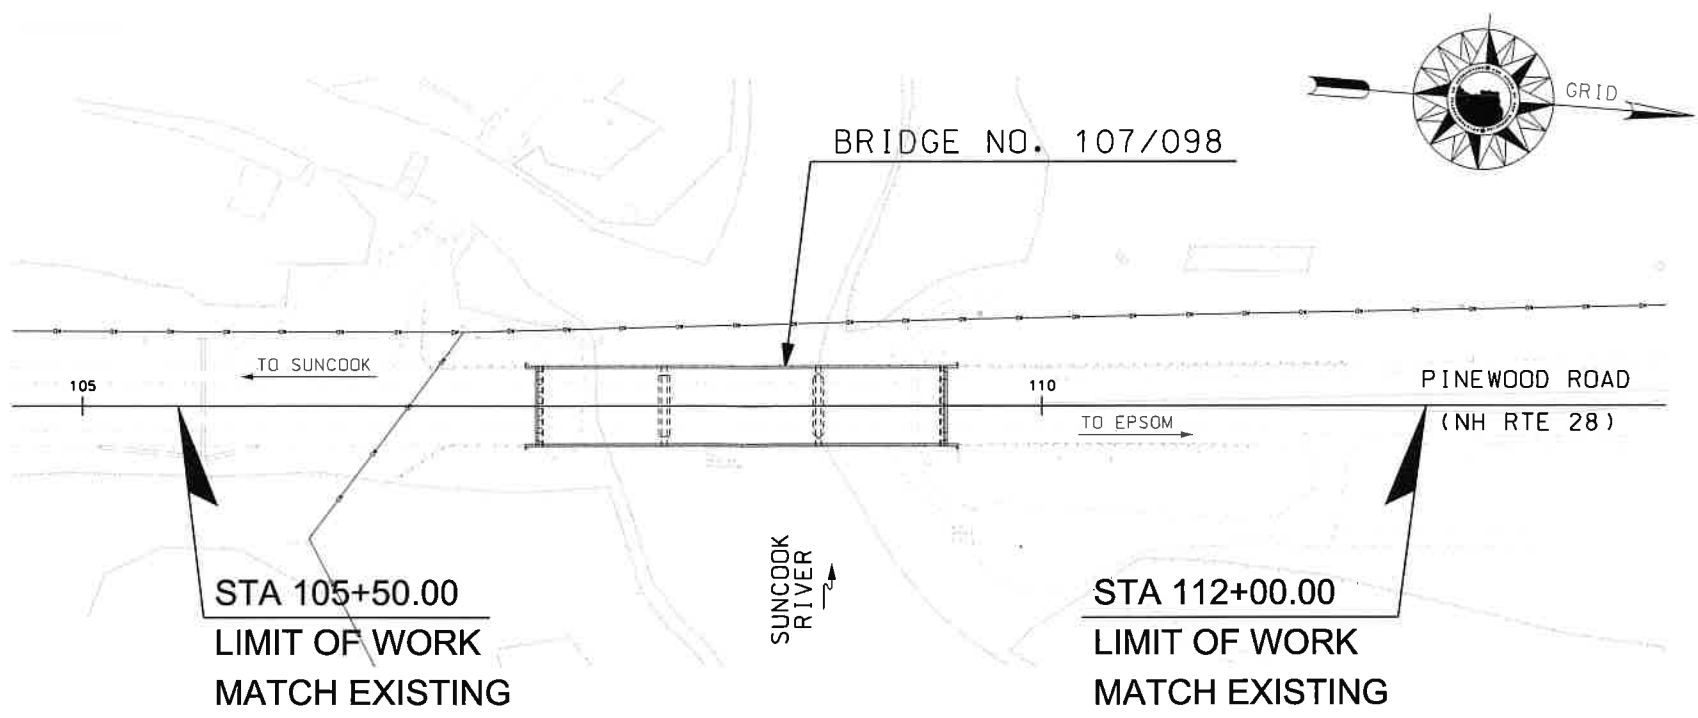 GRID
BRIDGE NO. 107/098
TO SUNCOOK
105
110
PINEWOOD ROAD
(NH RTE 28)
TO EPSOM
SUNCOOK
RIVER
STA 105+50.00
LIMIT OF WORK
MATCH EXISTING
STA 112+00.00
LIMIT OF WORK
MATCH EXISTING